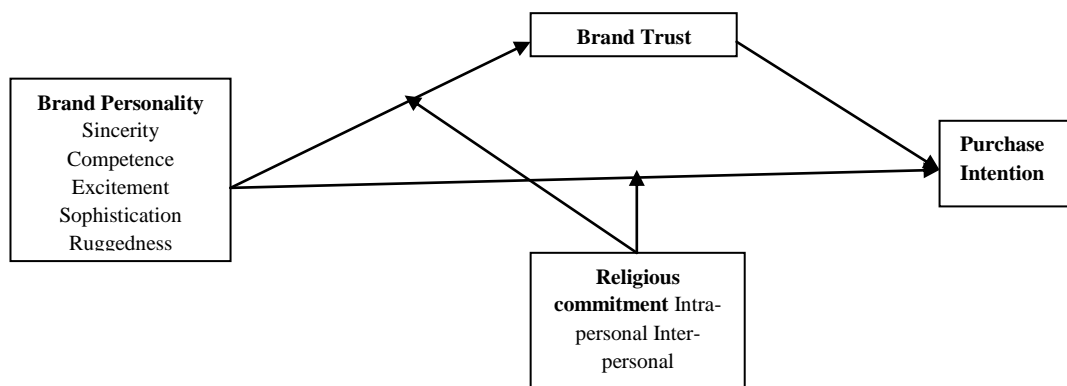 Brand Trust
Brand Personality
Sincerity
Competence
Excitement
Sophistication
Ruggedness
Purchase
Intention
Religious
commitment Intra-
personal Inter-
personal